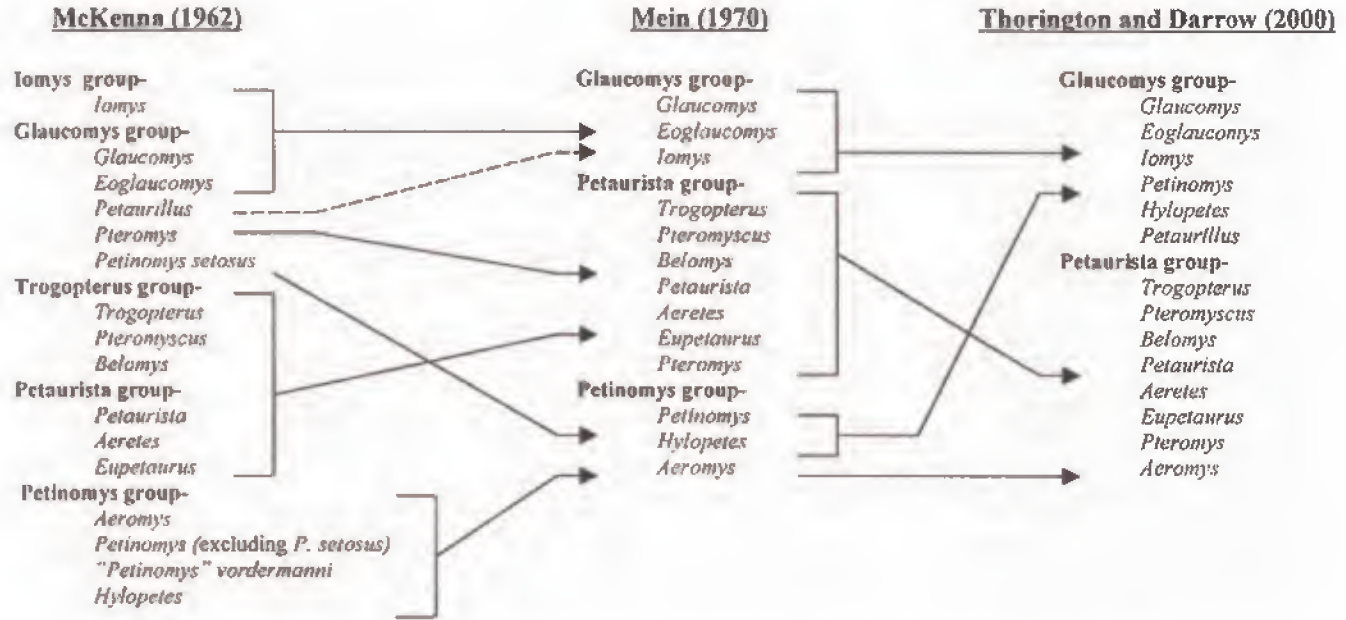 McKenna (1962)
Iomys group-
Iomys
Glaucomys group-
Glaucomys
Eoglaucomys
Petaurillus
Pteromys
Petinomys setosus
Trogopterus group-
Trogopterus
Pteromyscus
Belomys
Petaurista group-
Petaurista
Aeretes
Eupetaurus
Petinomys group-
Aeromys
Petinomys (excluding P. setosus)
"Petinomys" vordermanni
Hylopetes
Mein (1970)
Glaucomys group-
Glaucomys
Eoglaucomys
Iomys
Petaurista group-
Trogopterus
Pteromyscus
Belomys
Petaurista
Aeretes
Eupetaurus
Pteromys
Petinomys group-
Petinomys
Hylopetes
Aeromys
Thorington and Darrow (2000)
Glaucomys group-
Glaucomys
Eoglaucomys
Iomys
Petinomys
Hylopetes
Petaurillus
Petaurista group-
Trogopterus
Pteromyscus
Belomys
Petaurista
Aeretes
Eupetaurus
Pteromys
Aeromys